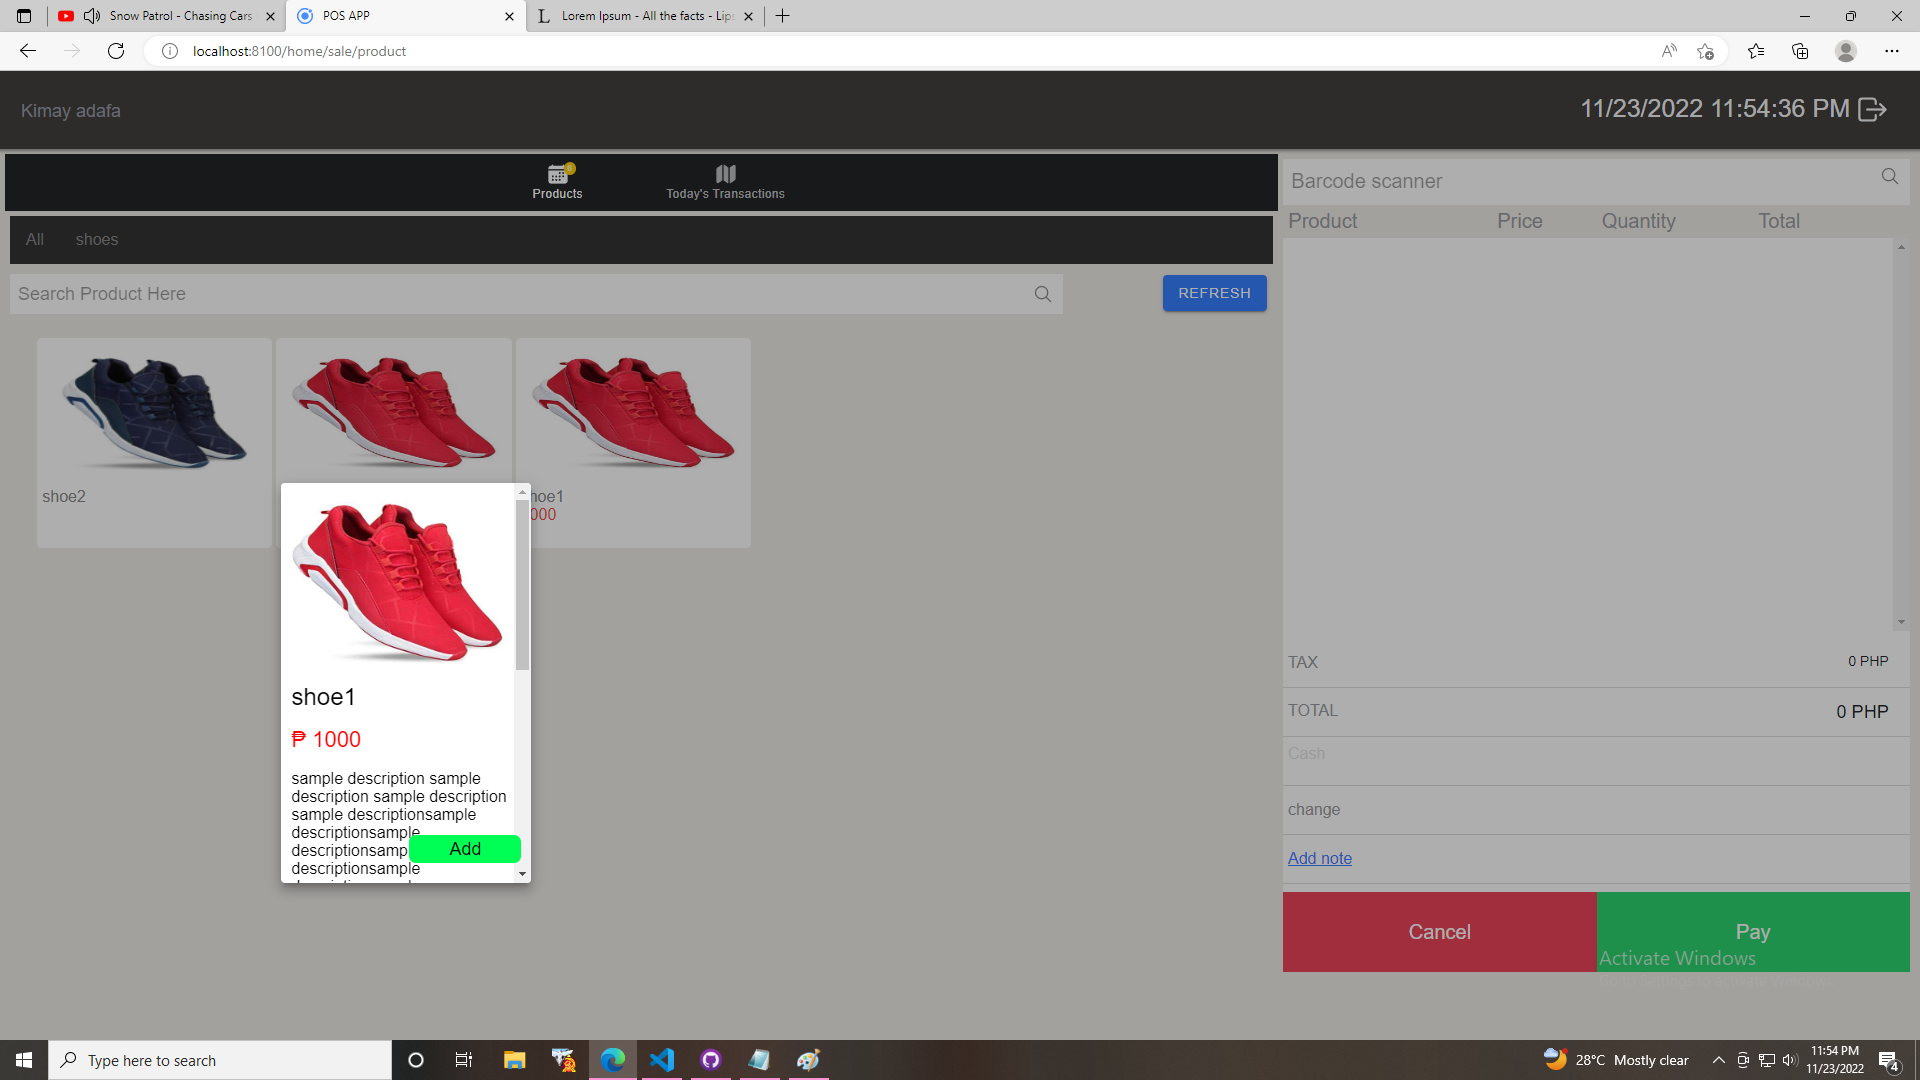 Snow Patrol - Chasing Cars
POS APP
Lorem Ipsum - All the facts - Lip
localhost:8100/home/sale/product
Kimay adafa
11/23/2022 11:54:36 PM
6
Products
Today's Transactions
All
shoes
Search Product Here
REFRESH
shoe2
hoe1
000
shoe1
₱ 1000
sample description sample
description sample description
sample descriptionsample
descriptionsample
descriptionsamp
descriptionsample
Add
Barcode scanner
Product
Price
Quantity
Total
TAX
0 PHP
TOTAL
0 PHP
Cash
change
Add note
Cancel
Pay
Activate Windows
Type here to search
28°C Mostly clear
11:54 PM
11/23/2022
4